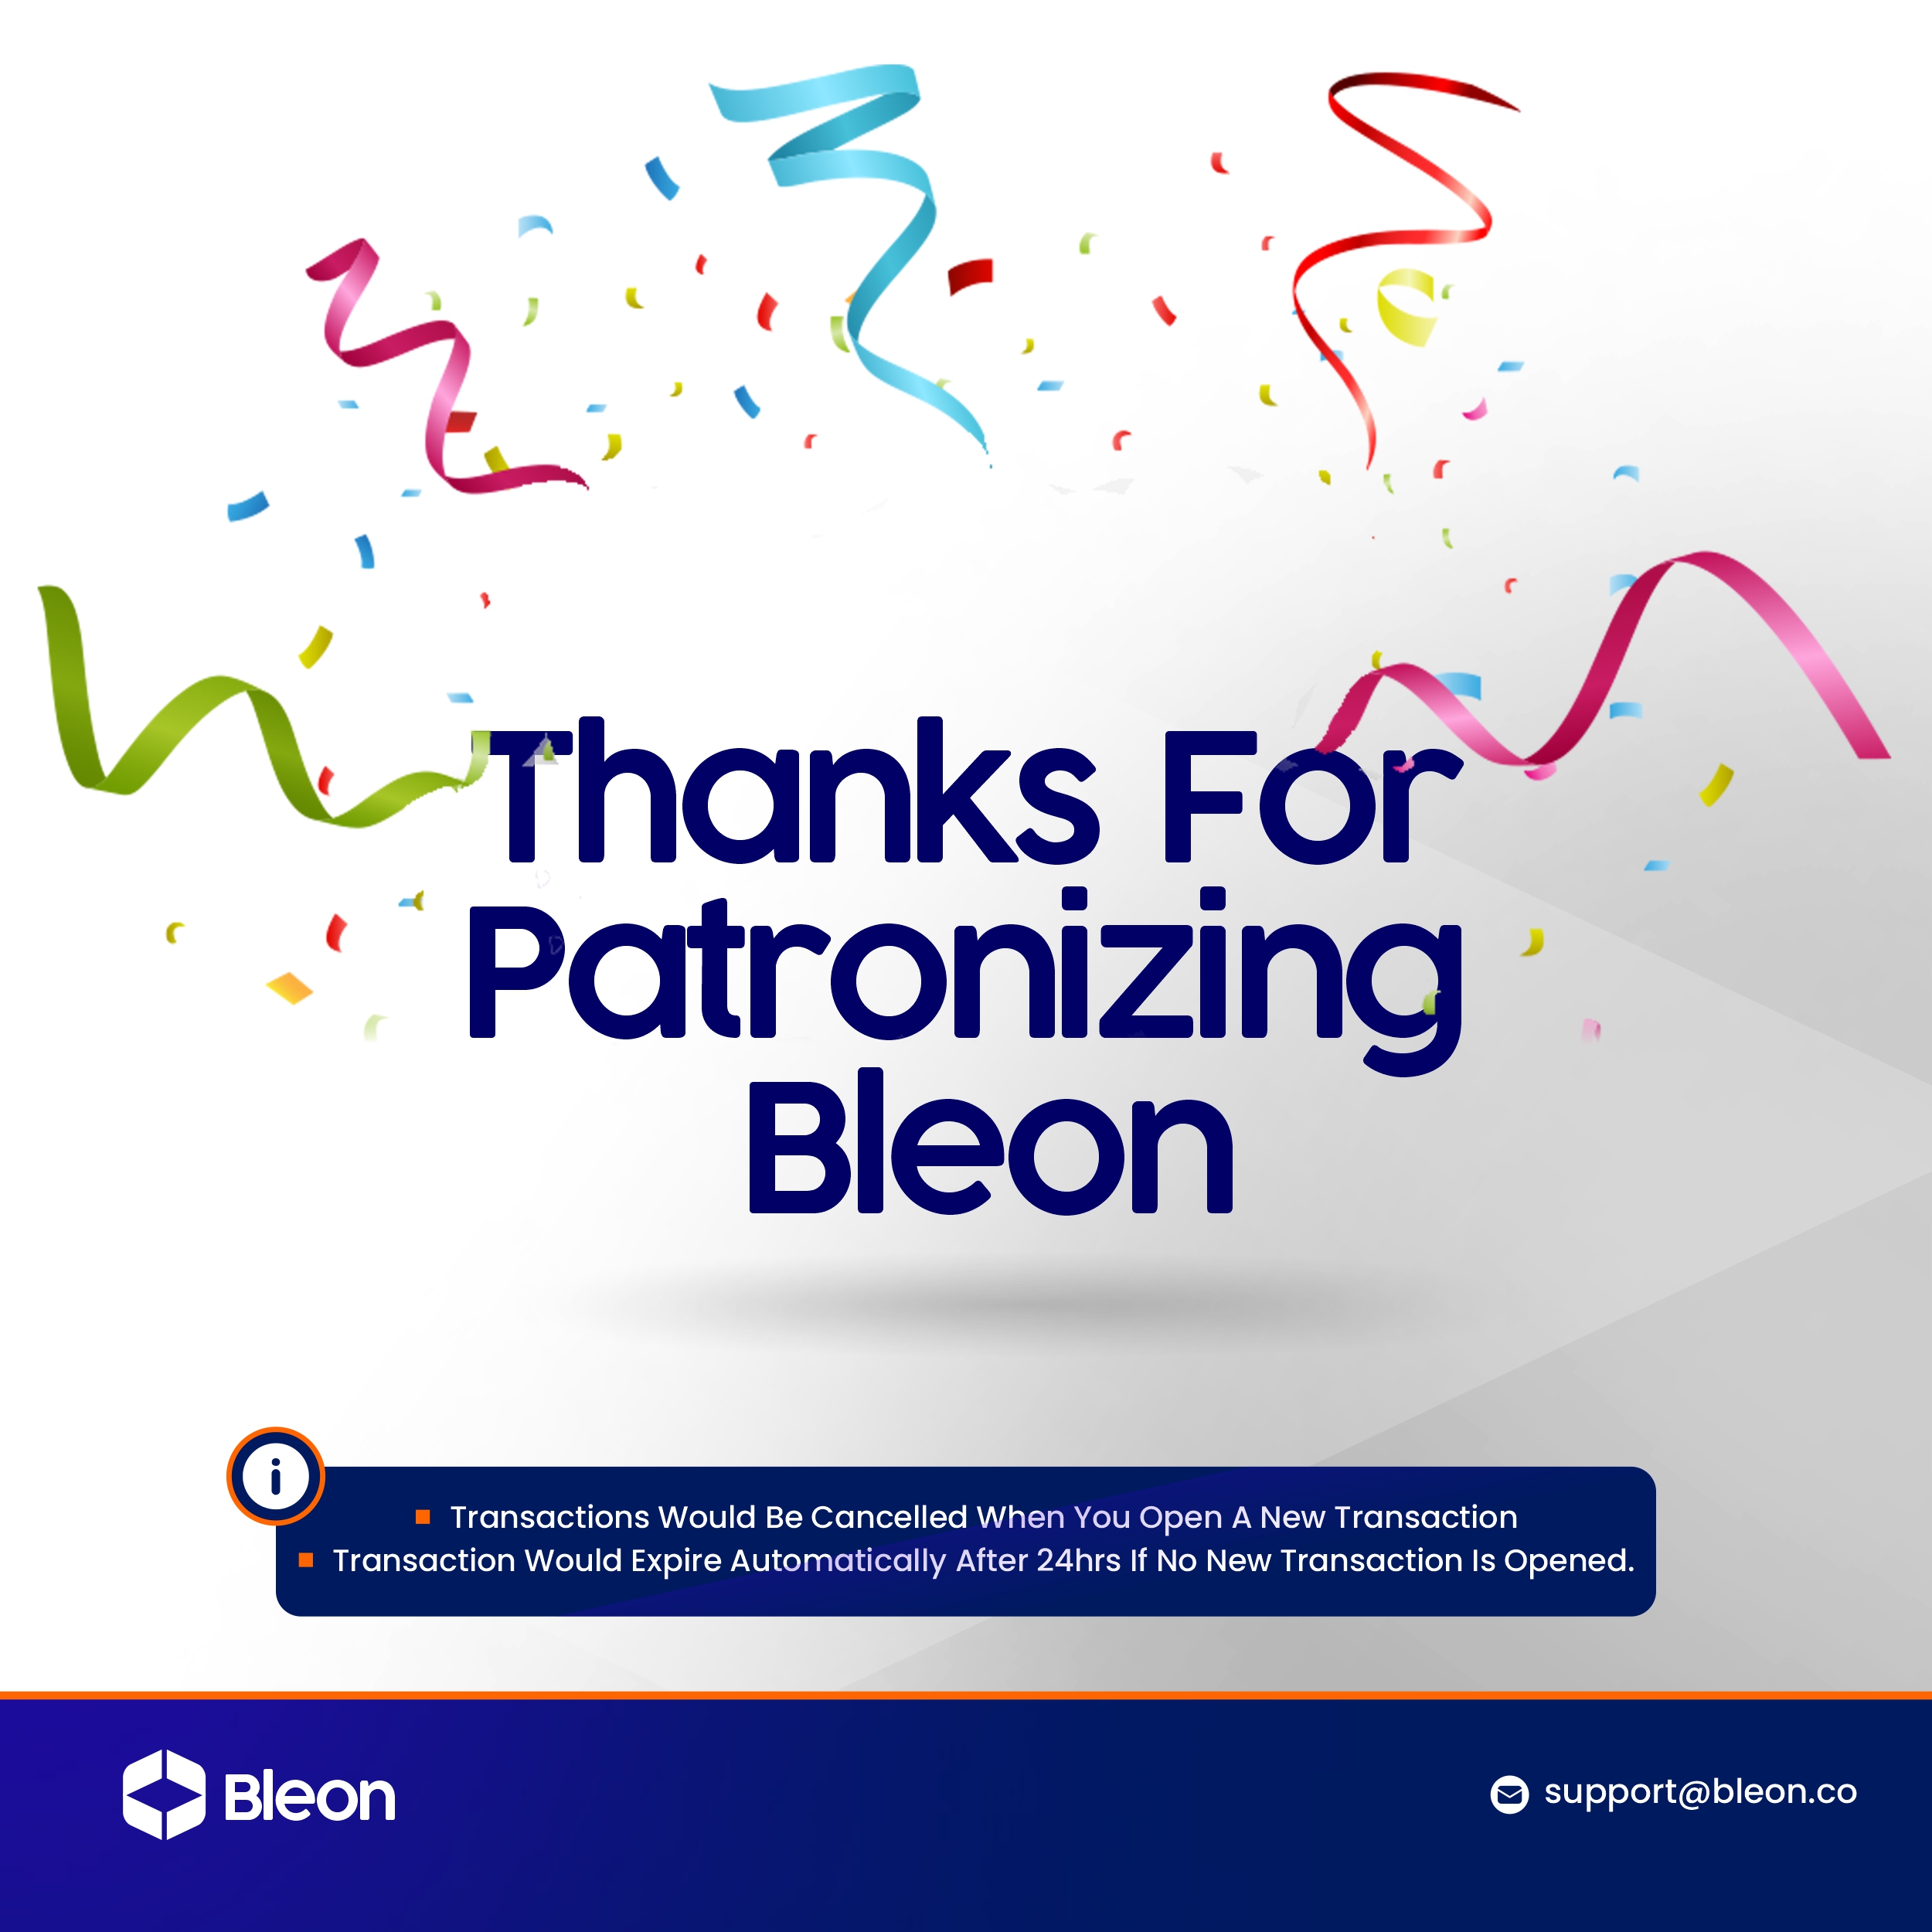 Thanks For
Patronizing
Bleon
Transactions Would Be Cancelled When You Open A New Transaction
Transaction Would Expire Automatically After 24hrs If No New Transaction Is Opened.
Bleon
support@bleon.co